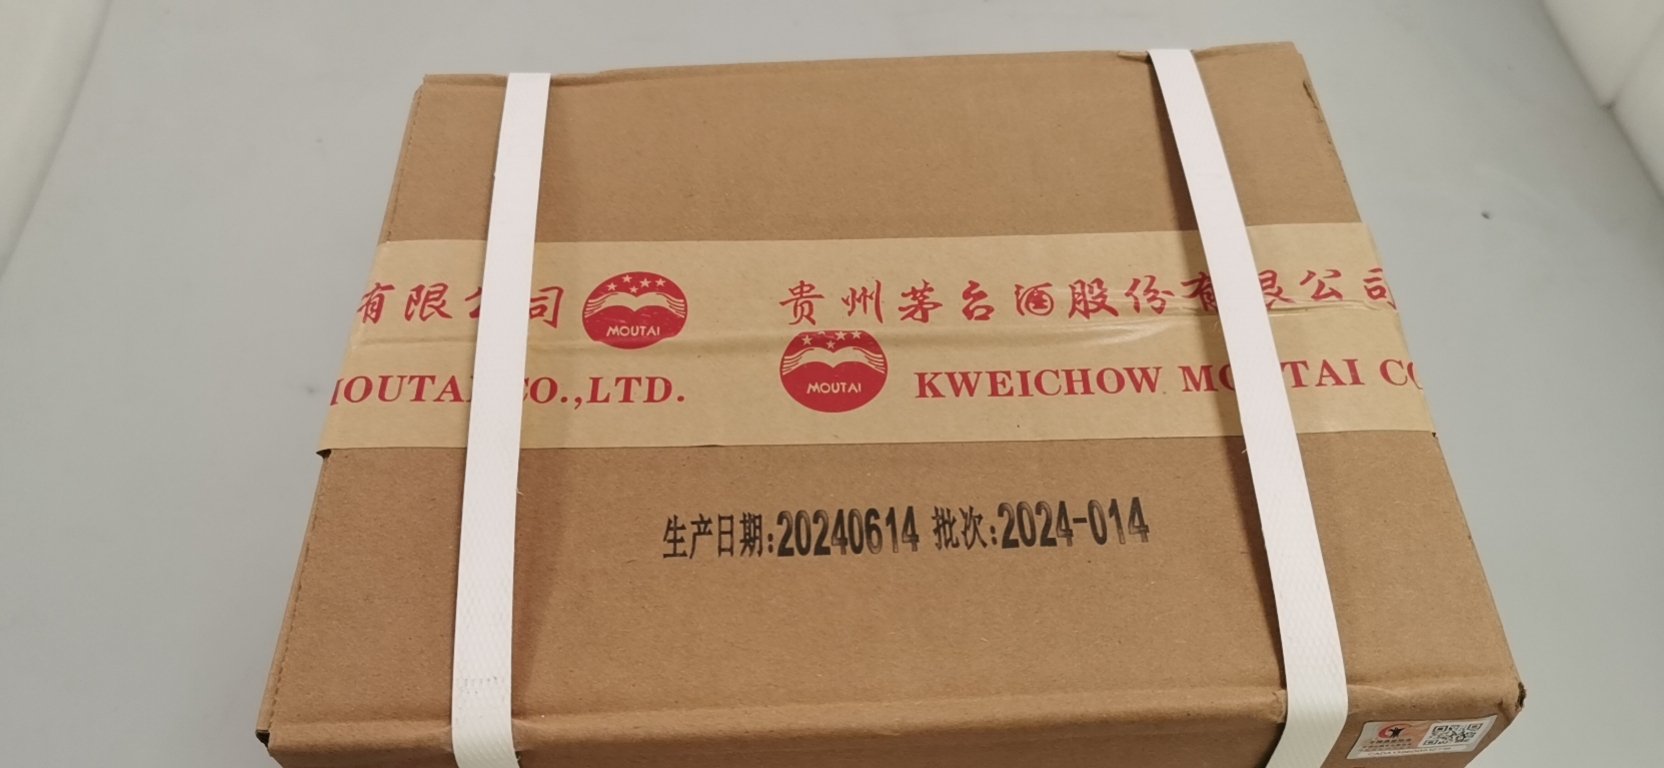 有限公司
MOUTAI
贵州茅台酒股份有限公司
MOUTAI CO.,LTD.
MOUTAI
KWEICHOW MOUTAI CO
生产日期:20240614 批次:2024-014